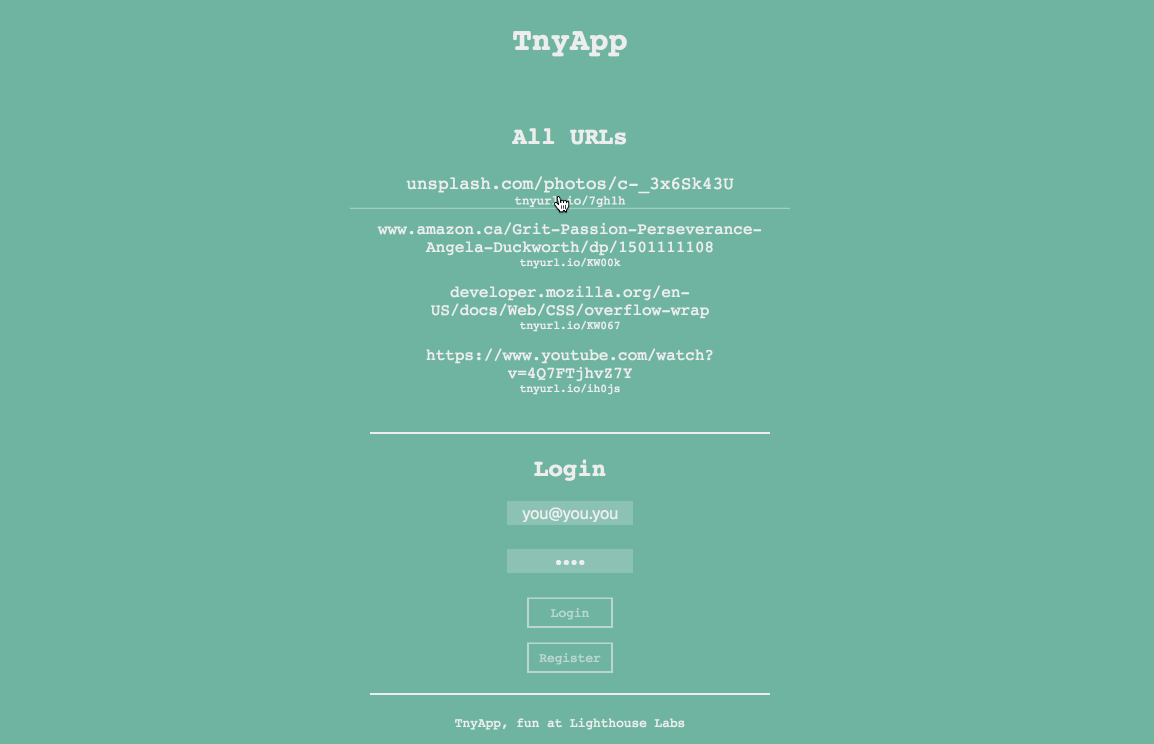 TnyApp
All URLs
unsplash.com/photos/c-_3x6Sk43U
tnyurl.io/7gh1h
www.amazon.ca/Grit-Passion-Perseverance-
Angela-Duckworth/dp/1501111108
tnyurl.io/KW00k
developer.mozilla.org/en-
US/docs/Web/CSS/overflow-wrap
tnyurl.io/KW067
https://www.youtube.com/watch?
v=4Q7FTjhvZ7Y
tnyurl.io/ih0js
Login
you@you.you
••••
Login
Register
TnyApp, fun at Lighthouse Labs